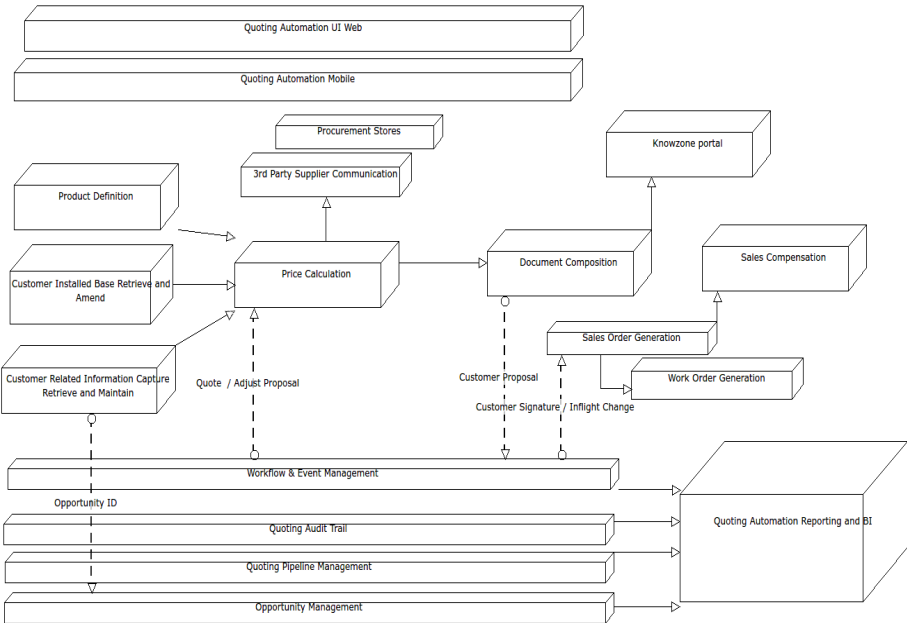 Quoting Automation UI Web
Quoting Automation Mobile
Procurement Stores
Knowzone portal
3rd Party Supplier Communication
Product Definition
Sales Compensation
Document Composition
Price Calculation
Customer Installed Base Retrieve and
Amend
Sales Order Generation
Customer Related Information Capture
Retrieve and Maintain
Quote / Adjust Proposal
Customer Proposal
Work Order Generation
Customer Signature / Inflight Change
Workflow & Event Management
Opportunity ID
Quoting Audit Trail
Quoting Automation Reporting and BI
Quoting Pipeline Management
Opportunity Management